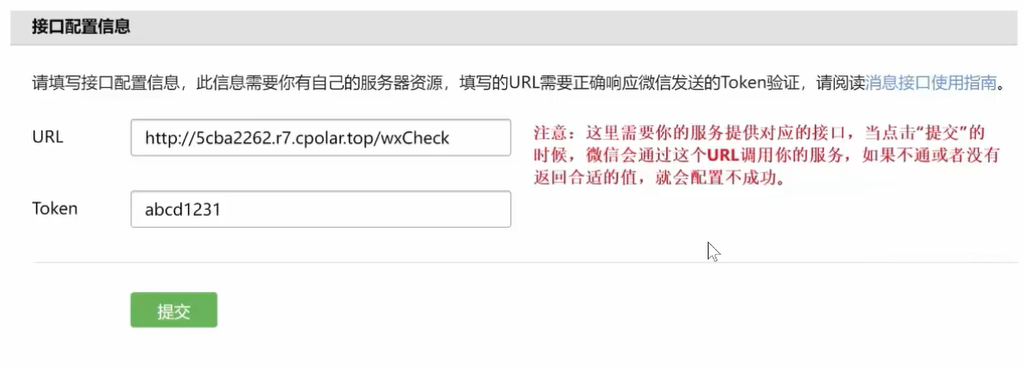 接口配置信息
请填写接口配置信息，此信息需要你有自己的服务器资源，填写的URL需要正确响应微信发送的Token验证，请阅读消息接口使用指南。
URL
http://5cba2262.r7.cpolar.top/wxCheck
注意：这里需要你的服务提供对应的接口，当点击“提交”的
时候，微信会通过这个URL调用你的服务，如果不通或者没有
返回合适的值，就会配置不成功。
Token
abcd1231
提交